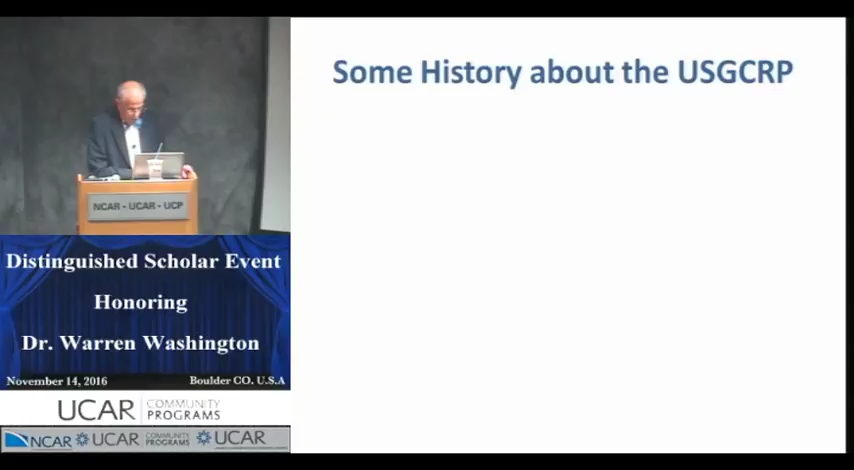 Some History about the USGCRP
NCAR - UCAR - UCP
Distinguished Scholar Event
Honoring
Dr. Warren Washington
November 14, 2016 Boulder CO. U.S.A
UCAR COMMUNITY
PROGRAMS
NCAR UCAR COMMUNITY PROGRAMS UCAR